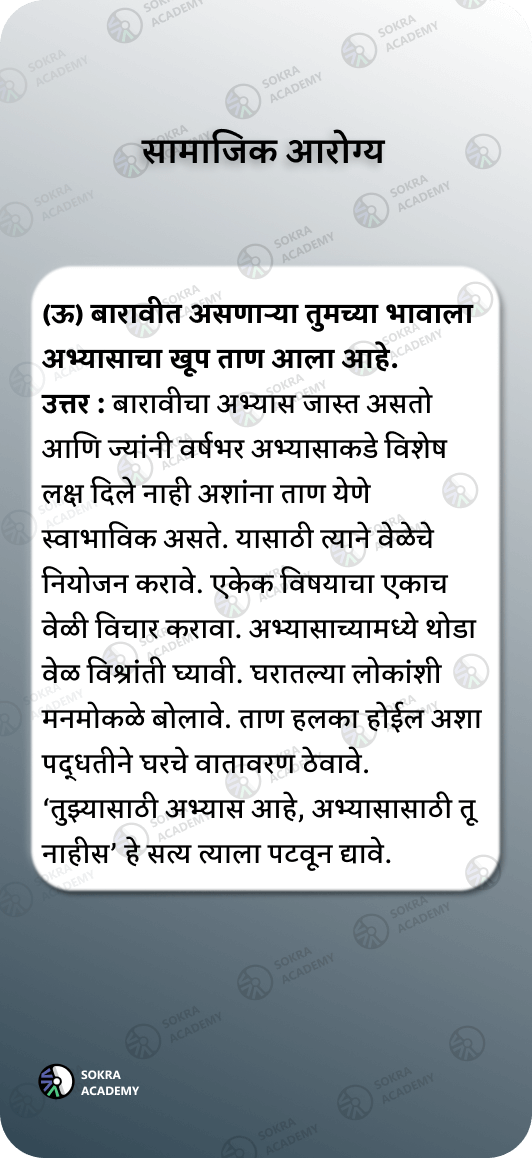 सामाजिक आरोग्य
(ऊ) बारावीत असणाऱ्या तुमच्या भावाला
अभ्यासाचा खूप ताण आला आहे.
उत्तर : बारावीचा अभ्यास जास्त असतो
आणि ज्यांनी वर्षभर अभ्यासाकडे विशेष
लक्ष दिले नाही अशांना ताण येणे
स्वाभाविक असते. यासाठी त्याने वेळेचे
नियोजन करावे. एकेक विषयाचा एकाच
वेळी विचार करावा. अभ्यासाच्यामध्ये थोडा
वेळ विश्रांती घ्यावी. घरातल्या लोकांशी
मनमोकळे बोलावे. ताण हलका होईल अशा
पद्धतीने घरचे वातावरण ठेवावे.
‘तुझ्यासाठी अभ्यास आहे, अभ्यासासाठी तू
नाहीस’ हे सत्य त्याला पटवून द्यावे.
SOKRA
ACADEMY